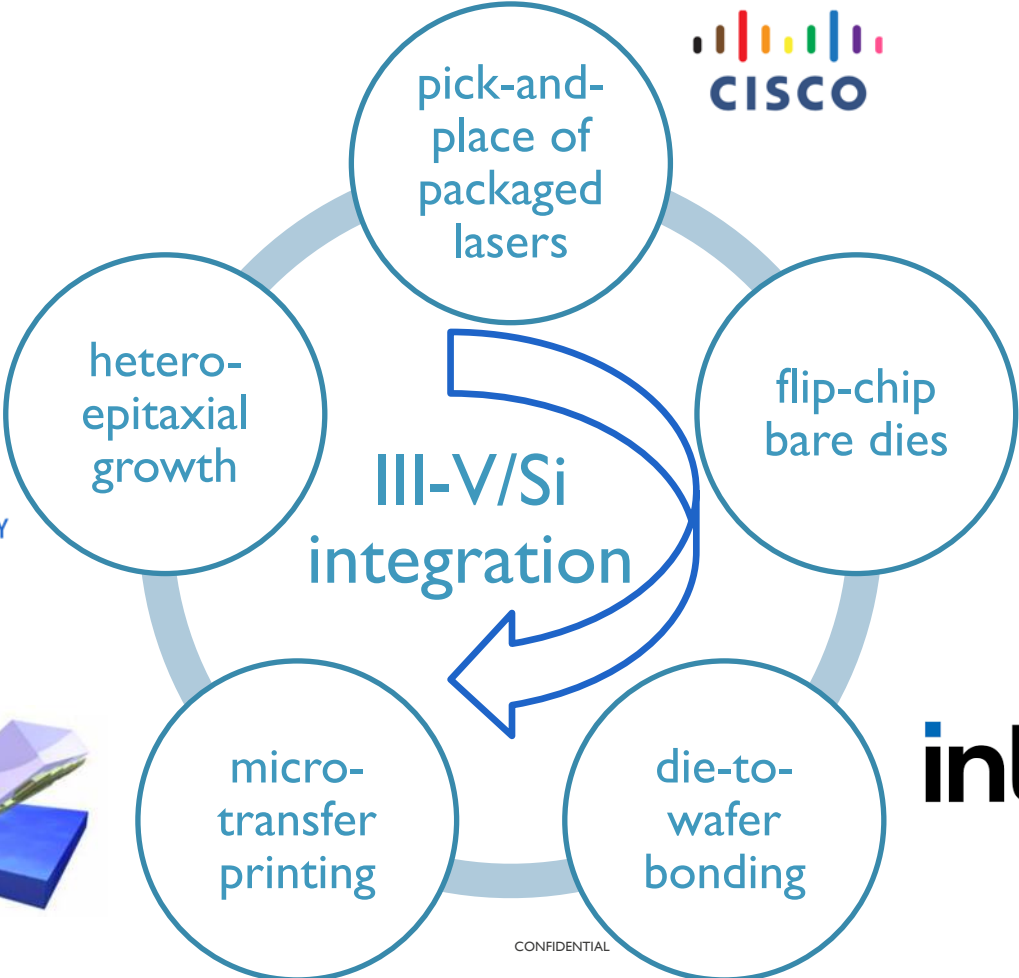 CISCO
pick-and-
place of
packaged
lasers
hetero-
epitaxial
growth
flip-chip
bare dies
III-V/Si
integration
Y
micro-
transfer
printing
die-to-
wafer
bonding
int
CONFIDENTIAL